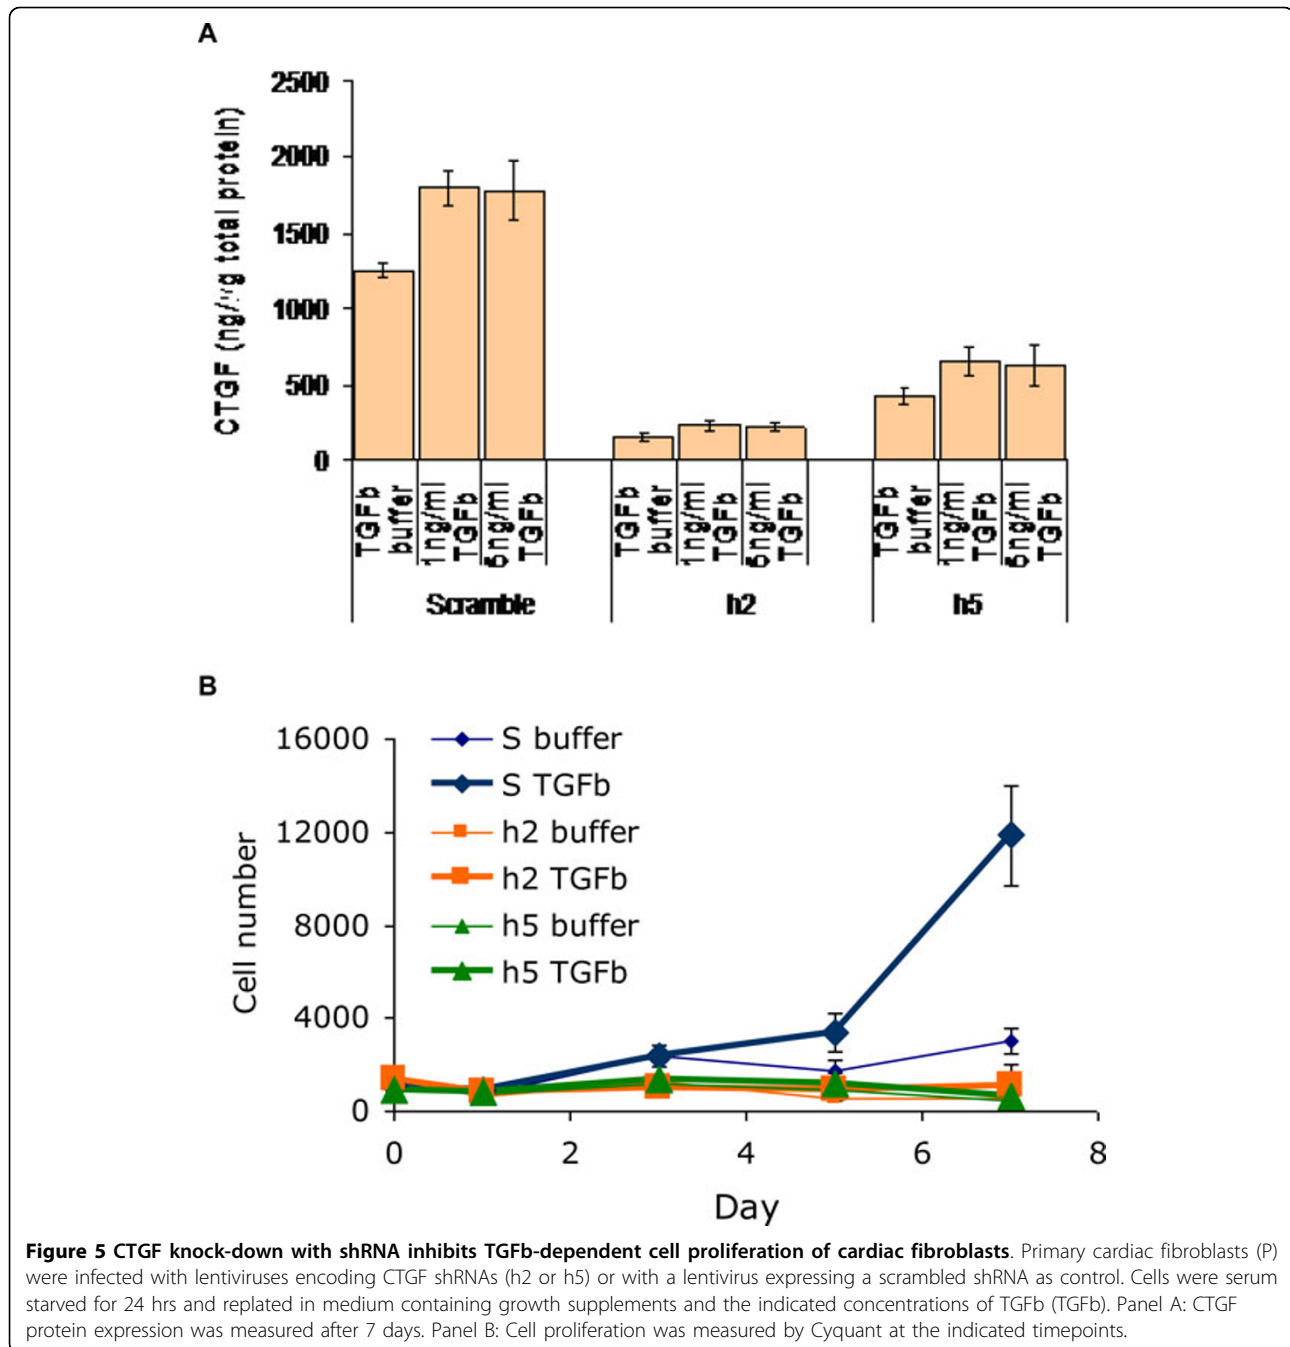 A
2500
2000
1500
1000
500
0
CTGF (ng/µg total protein)
TGFb buffer
1ng/ml TGFb
5ng/ml TGFb
TGFb buffer
1ng/ml TGFb
5ng/ml TGFb
TGFb buffer
1ng/ml TGFb
5ng/ml TGFb
Scramble
h2
h5
B
16000
12000
8000
4000
0
Cell number
S buffer
S TGFb
h2 buffer
h2 TGFb
h5 buffer
h5 TGFb
0 2 4 6 8
Day
Figure 5 CTGF knock-down with shRNA inhibits TGFb-dependent cell proliferation of cardiac fibroblasts. Primary cardiac fibroblasts (P)
were infected with lentiviruses encoding CTGF shRNAs (h2 or h5) or with a lentivirus expressing a scrambled shRNA as control. Cells were serum
starved for 24 hrs and replated in medium containing growth supplements and the indicated concentrations of TGFb (TGFb). Panel A: CTGF
protein expression was measured after 7 days. Panel B: Cell proliferation was measured by Cyquant at the indicated timepoints.